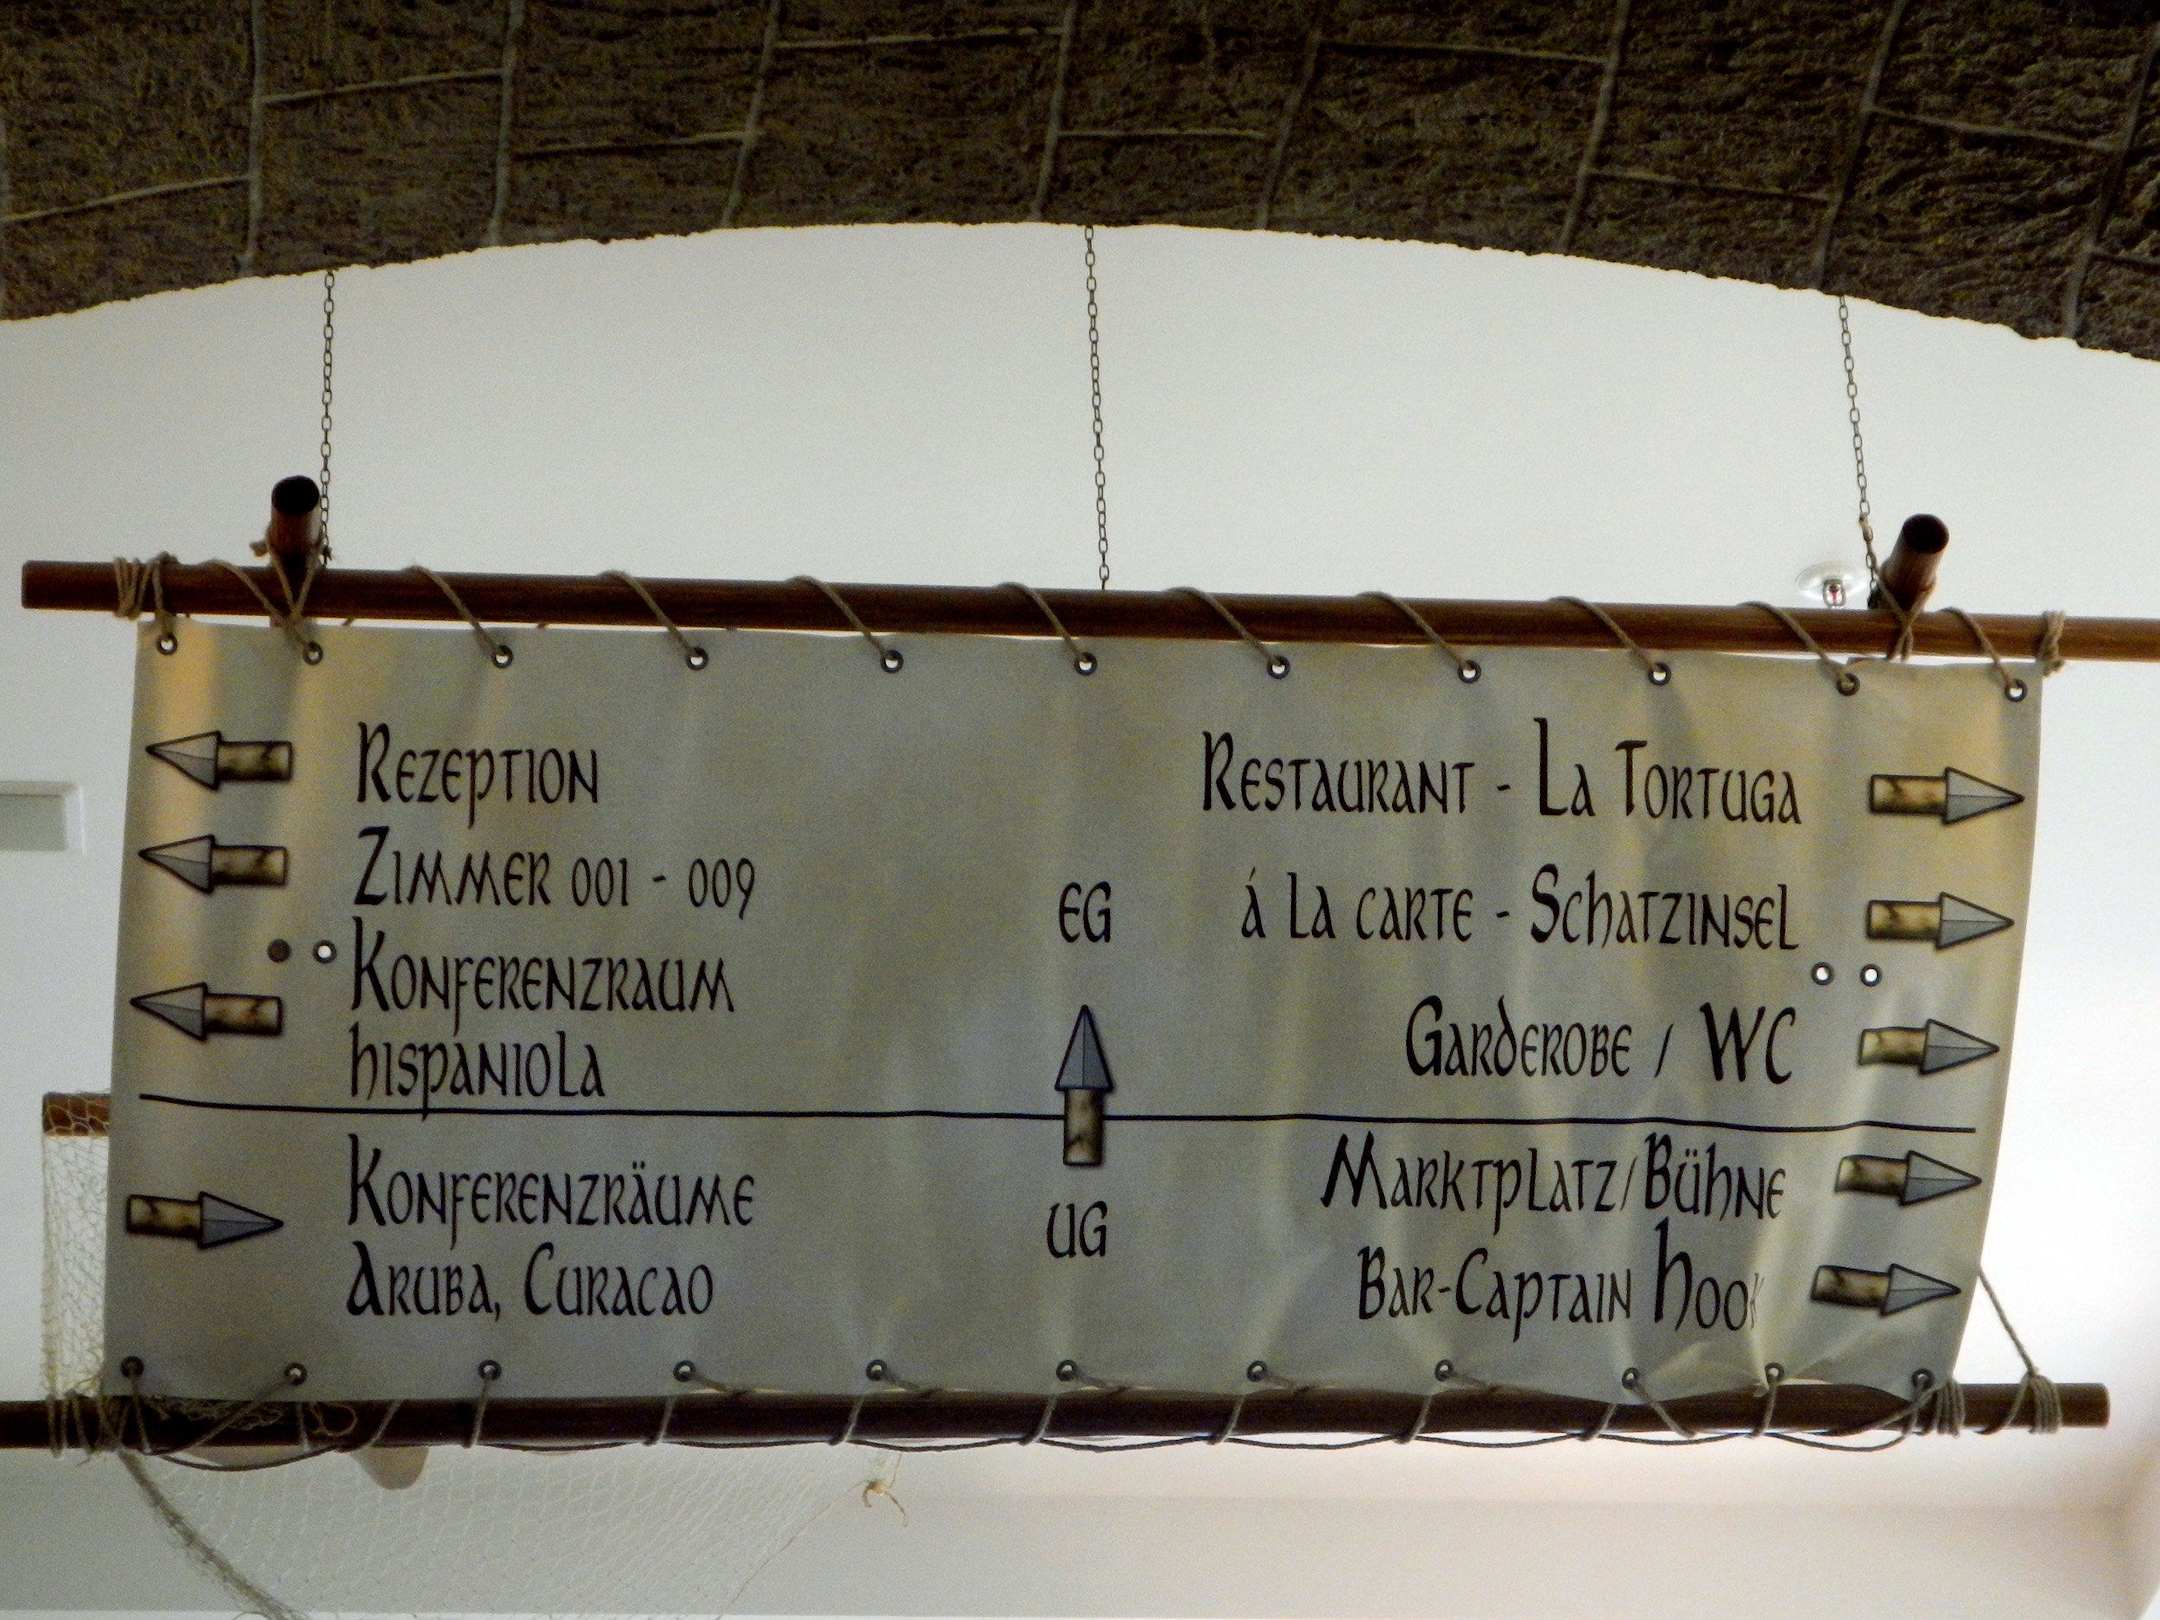 Rezeption
Zimmer 001 - 009
Konferenzraum
hispaniola
Konferenzräume
Aruba, Curacao
EG
UG
Restaurant - La Tortuga
á la carte - Schatzinsel
Garderobe / WC
Marktplatz/Bühne
Bar-Captain Hook